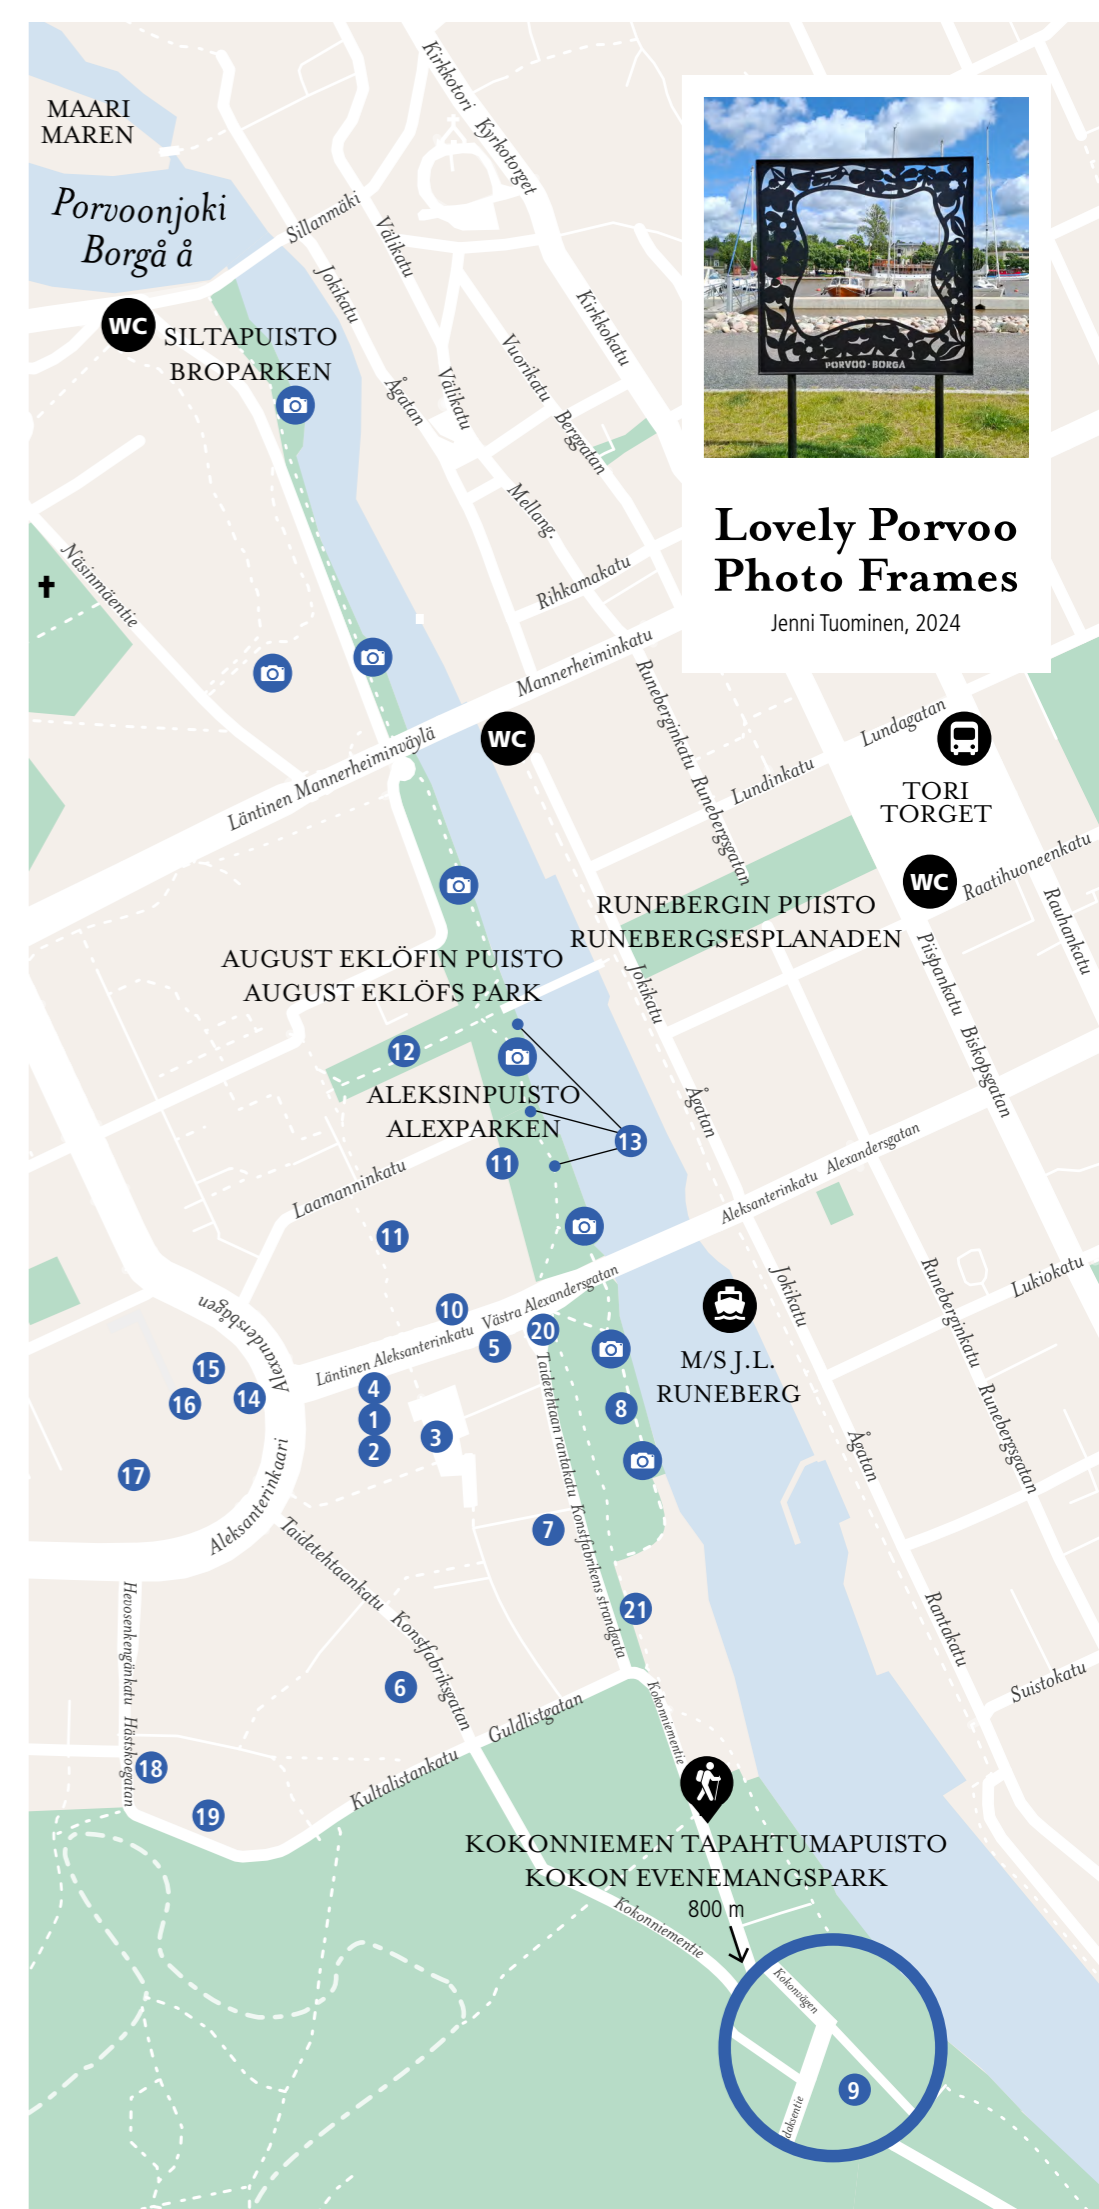 MAARI
MAREN
Porvoonjoki
Borgå å
WC
SILTAPUISTO
BROPARKEN
Kirkkotori
Kyrkotorget
Sillanmäki
Välikatu
Jokikatu
Kirkkokatu
Vuorikatu
Berggatan
Välikatu
Ågatan
Mellang.
Rihkamakatu
Näsinmäentie
Mannerheiminkatu
Läntinen Mannerheiminväylä
WC
PORVOO·BORGÅ
Lovely Porvoo
Photo Frames
Jenni Tuominen, 2024
Runeberginkatu
Runebergsgatan
Lundagatan
Lundinkatu
TORI
TORGET
WC
Raatihuoneenkatu
Rauhankatu
RUNEBERGIN PUISTO
RUNEBERGSESPLANADEN
Piispankatu
Biskopsgatan
Jokikatu
AUGUST EKLÖFIN PUISTO
AUGUST EKLÖFS PARK
12
ALEKSINPUISTO
ALEXPARKEN
13
11
Ågatan
Laamanninkatu
11
Aleksanterinkatu
Alexandersgatan
Alexandersbågen
10
Läntinen Aleksanterinkatu
Västra Alexandersgatan
5
20
15
16
14
4
1
2
3
17
8
M/S J.L.
RUNEBERG
Jokikatu
Runeberginkatu
Lukiokatu
Runebergsgatan
Ågatan
Aleksanterinkaari
Taidetehtaan rantakatu
Konstfabrikens strandgata
7
Taidetehtaankatu
Konstfabriksgatan
Hevosenkengänkatu
Hästskoegatan
21
Rantakatu
Suistokatu
6
Kokonniementie
Guldlistgatan
Kultalistankatu
18
19
KOKONNIEMEN TAPAHTUMAPUISTO
KOKON EVENEMANGSPARK
800 m
Kokonniementie
Kokonvägen
9
daksentie